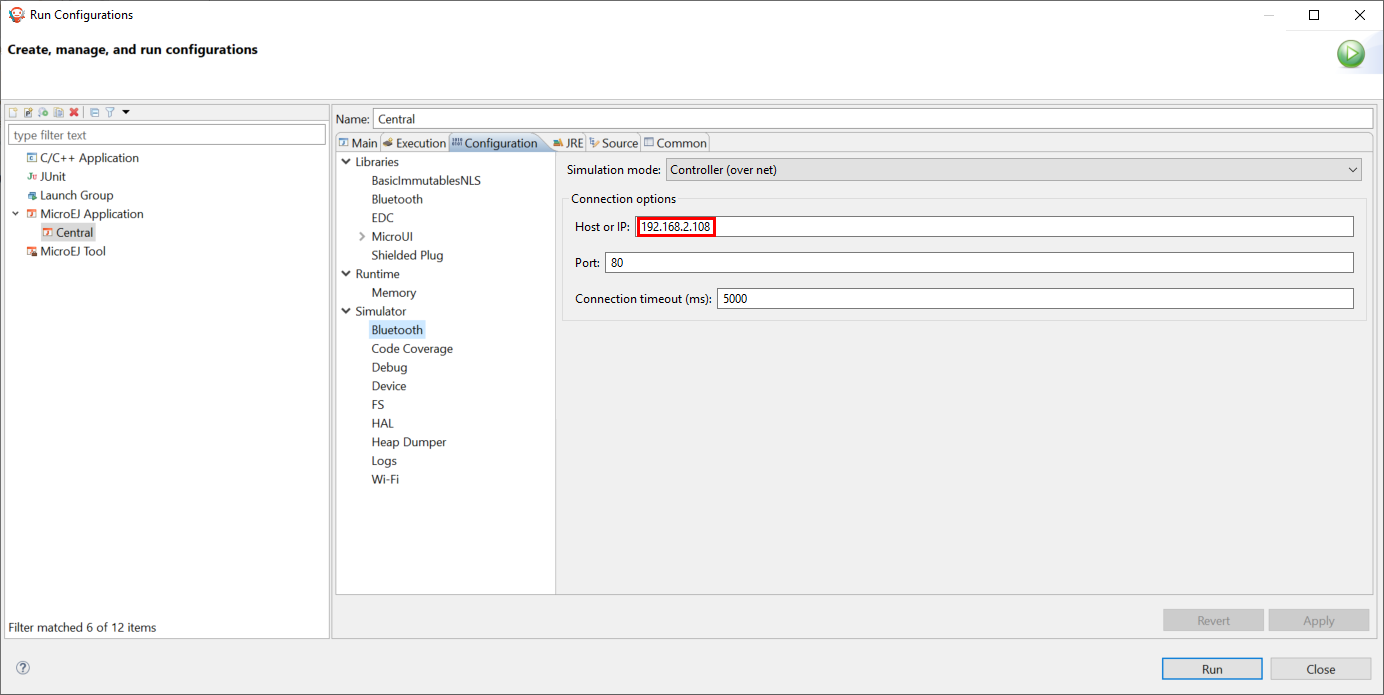 Run Configurations
Create, manage, and run configurations
type filter text
C/C++ Application
JUnit
Launch Group
MicroEJ Application
Central
MicroEJ Tool
Filter matched 6 of 12 items
Name: Central
Main Execution Configuration JRE Source Common
Libraries
BasicImmutablesNLS
Bluetooth
EDC
MicroUI
Shielded Plug
Runtime
Memory
Simulator
Bluetooth
Code Coverage
Debug
Device
FS
HAL
Heap Dumper
Logs
Wi-Fi
Simulation mode: Controller (over net)
Connection options
Host or IP: 192.168.2.108
Port: 80
Connection timeout (ms): 5000
Revert Apply
Run Close